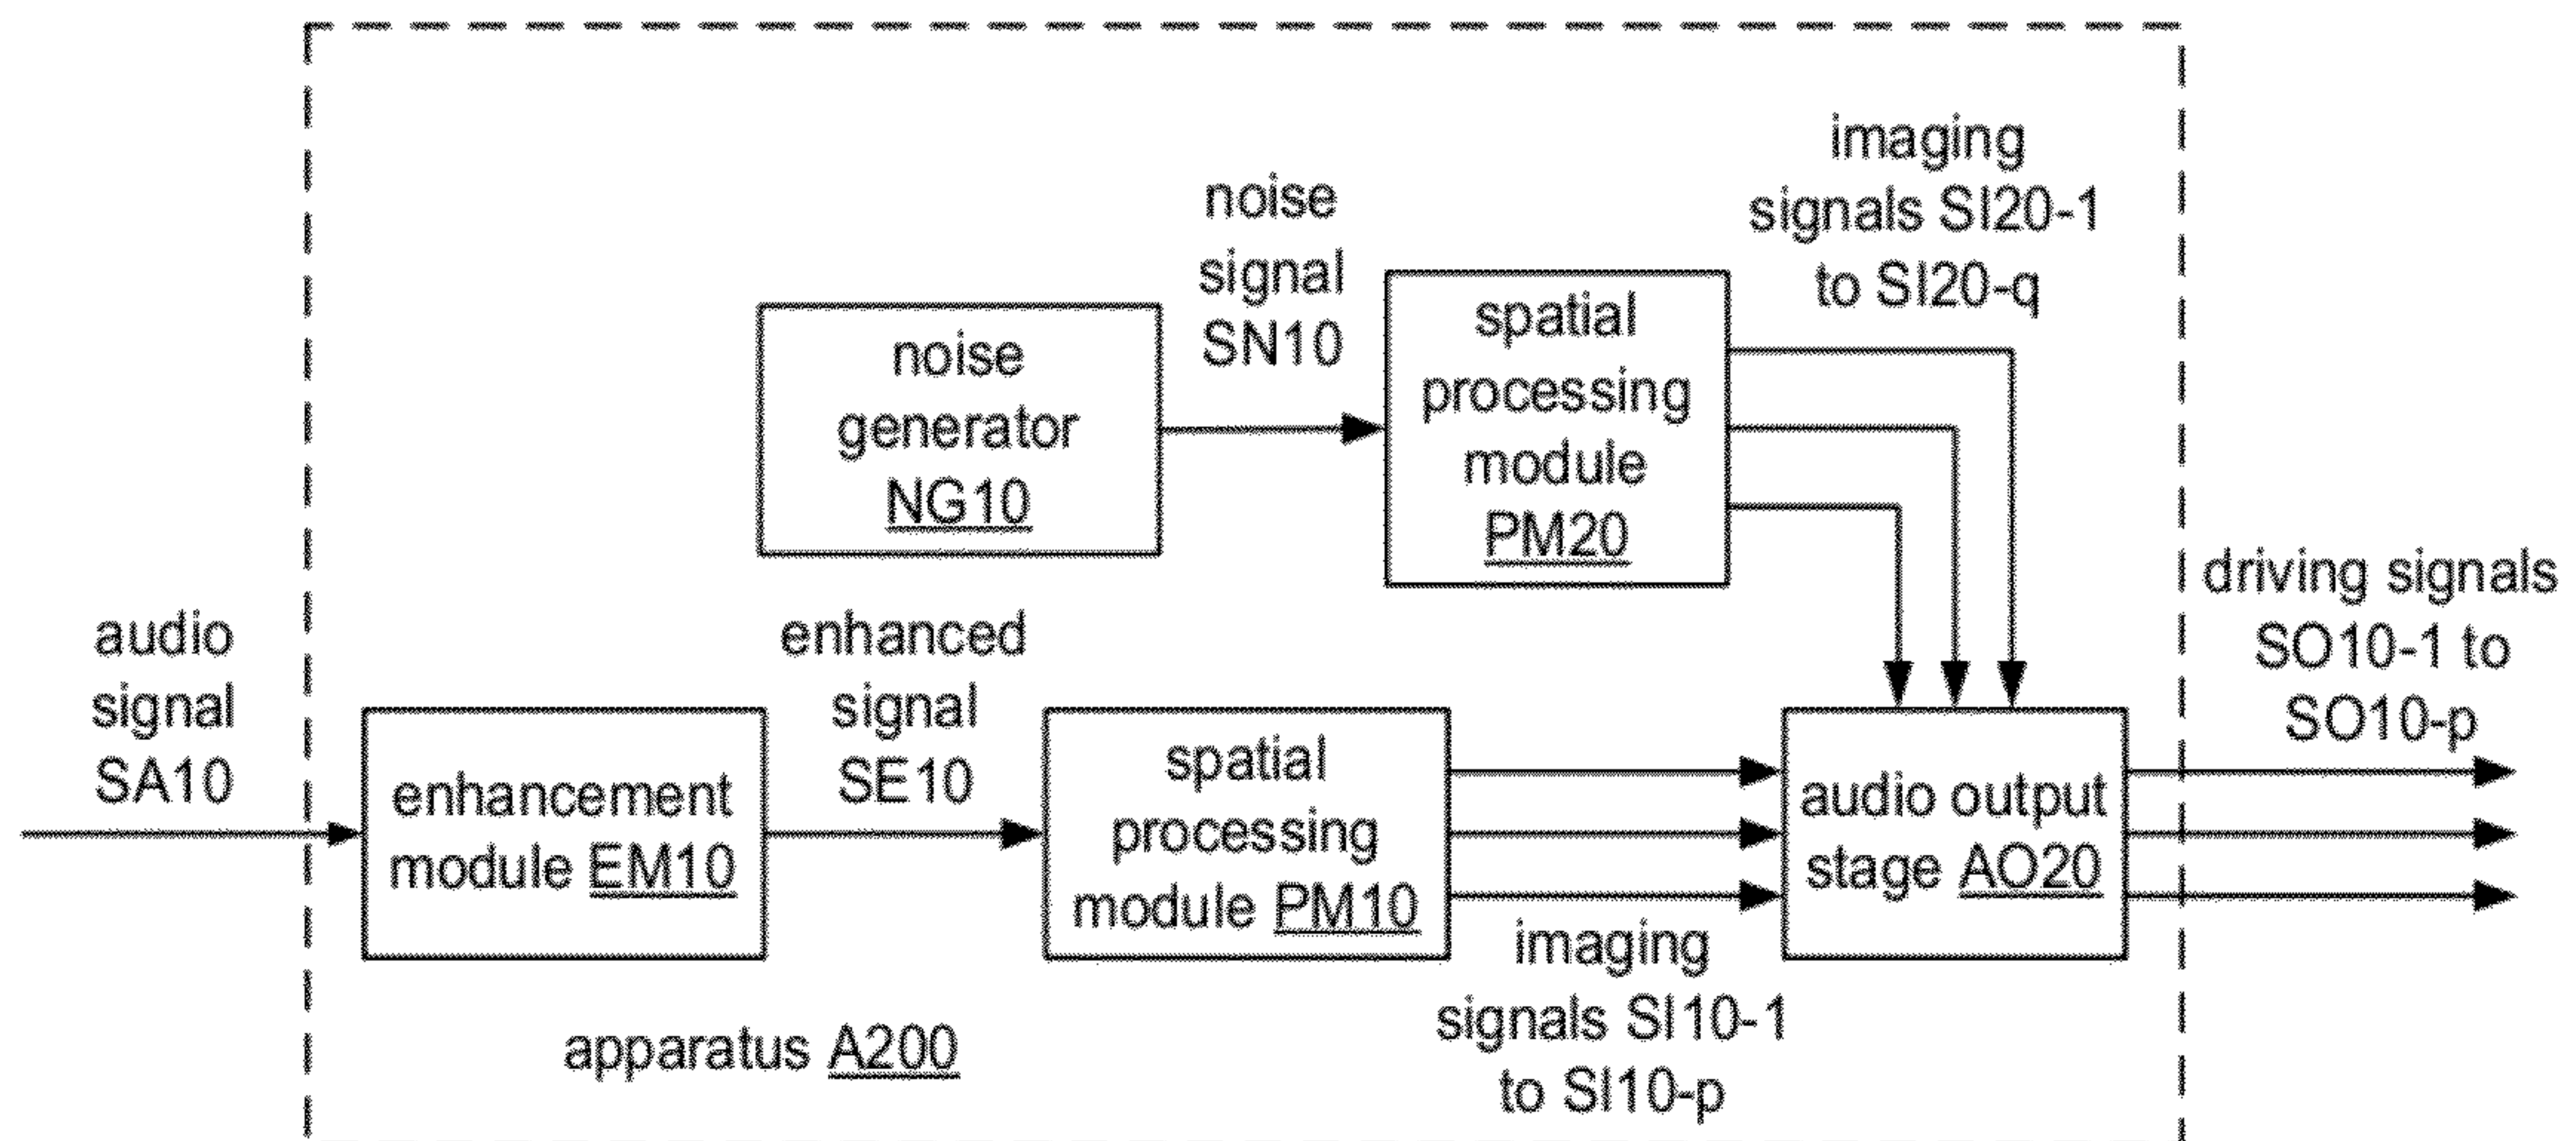 imaging
signals SI20-1
to SI20-q
noise
signal
SN10
noise
generator
NG10
spatial
processing
module
PM20
driving signals
SO10-1 to
SO10-p
audio
signal
SA10
enhanced
signal
SE10
enhancement
module EM10
spatial
processing
module PM10
audio output
stage AO20
imaging
signals SI10-1
to SI10-p
apparatus A200